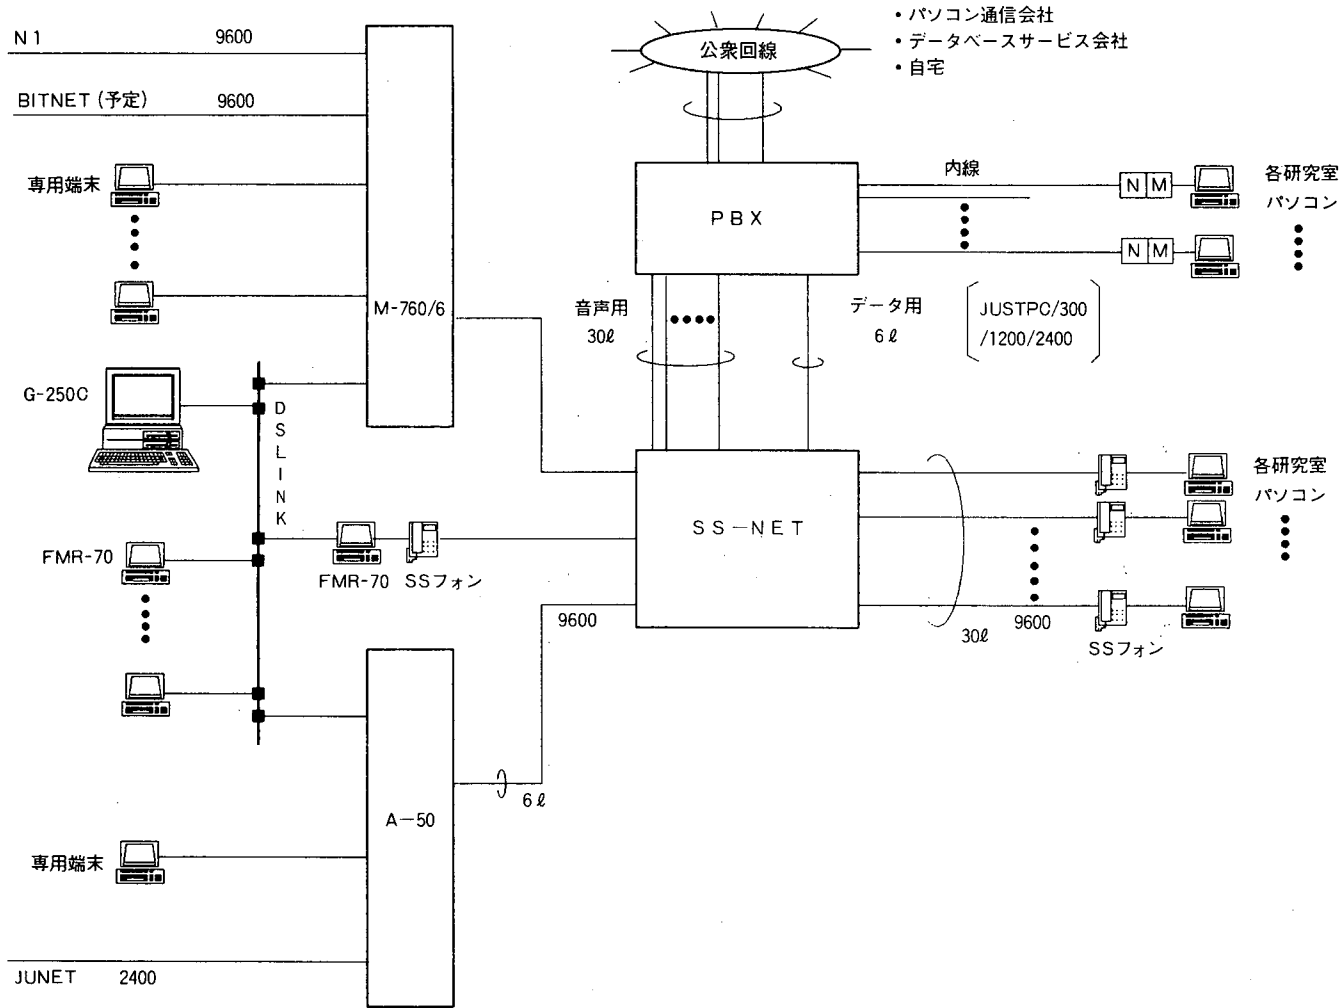 N1 9600
BITNET (予定) 9600
専用端末
G-250C
FMR-70
専用端末
JUNET 2400
M-760/6
DSLINK
FMR-70 SSフォン
A-50
6ℓ
9600
公衆回線
・パソコン通信会社
・データベースサービス会社
・自宅
PBX
内線
N M
N M
各研究室
パソコン
音声用
30ℓ
データ用
6ℓ
JUSTPC/300
/1200/2400
SS-NET
各研究室
パソコン
30ℓ 9600
SSフォン